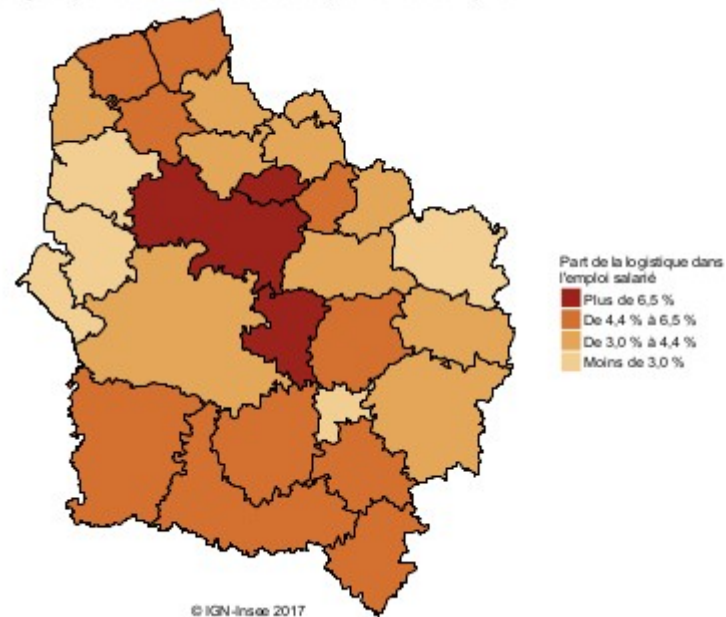 Part de la logistique dans
l'emploi salarié
Plus de 6,5 %
De 4,4 % à 6,5 %
De 3,0 % à 4,4 %
Moins de 3,0 %
© IGN-Insee 2017